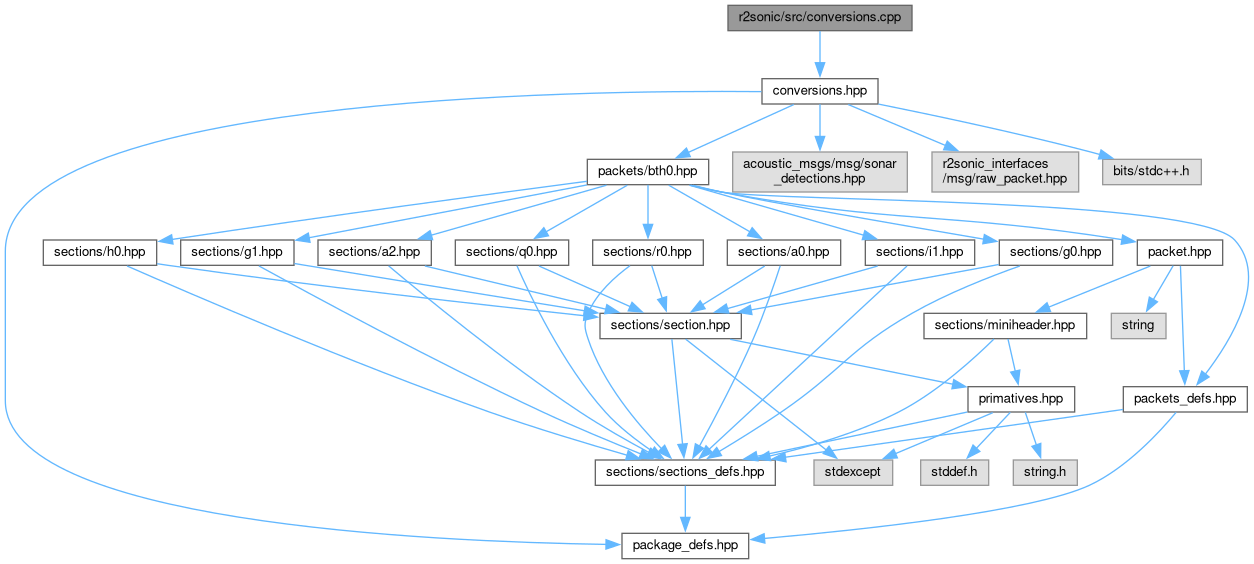 r2sonic/src/conversions.cpp
conversions.hpp
packets/bth0.hpp
acoustic_msgs/msg/sonar
_detections.hpp
r2sonic_interfaces
/msg/raw_packet.hpp
bits/stdc++.h
sections/h0.hpp
sections/g1.hpp
sections/a2.hpp
sections/q0.hpp
sections/r0.hpp
sections/a0.hpp
sections/i1.hpp
sections/g0.hpp
packet.hpp
sections/section.hpp
sections/miniheader.hpp
string
primatives.hpp
packets_defs.hpp
sections/sections_defs.hpp
stdexcept
stddef.h
string.h
package_defs.hpp